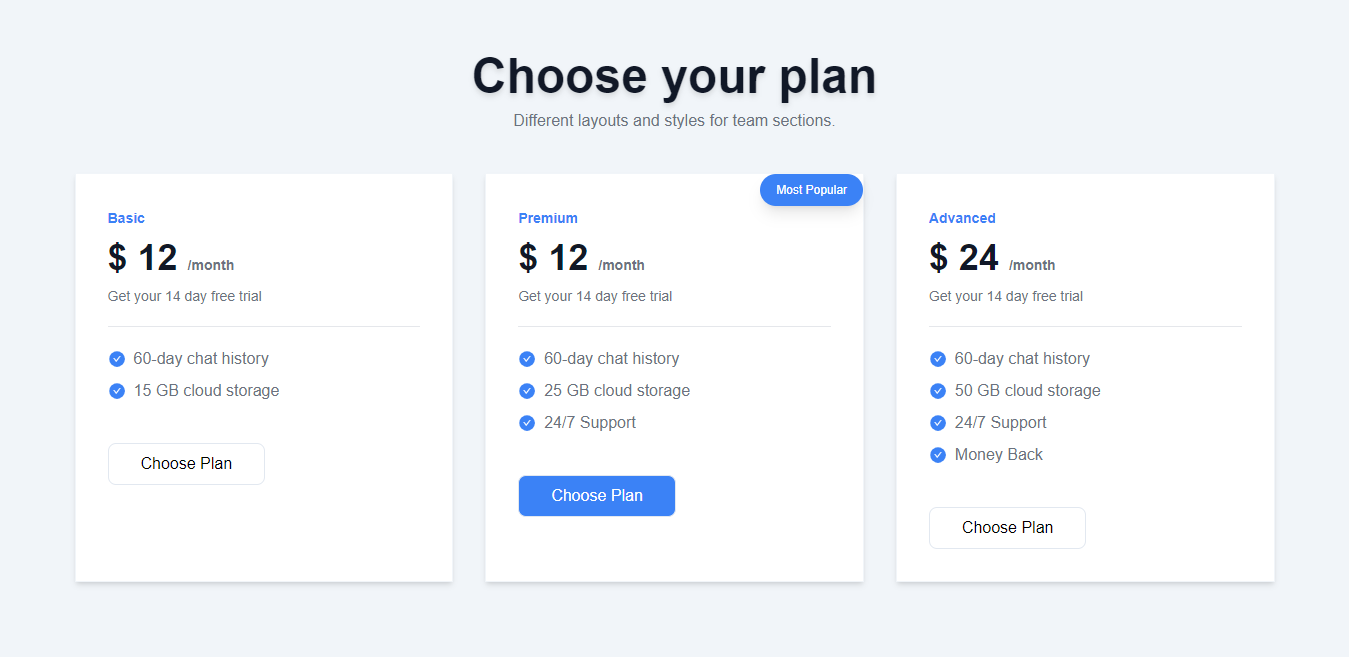 Choose your plan
Different layouts and styles for team sections.
Basic
$ 12 /month
Get your 14 day free trial
60-day chat history
15 GB cloud storage
Choose Plan
Most Popular
Premium
$ 12 /month
Get your 14 day free trial
60-day chat history
25 GB cloud storage
24/7 Support
Choose Plan
Advanced
$ 24 /month
Get your 14 day free trial
60-day chat history
50 GB cloud storage
24/7 Support
Money Back
Choose Plan